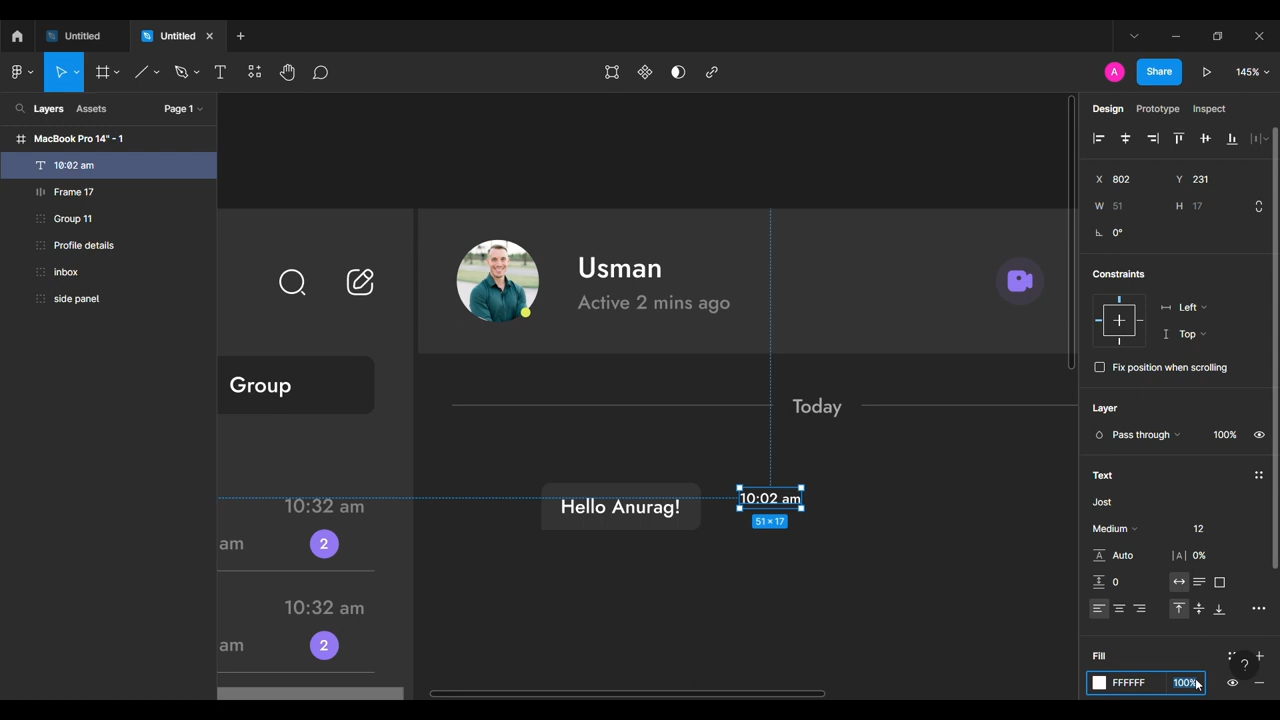 Untitled
Untitled
A
Share
145%
Layers
Assets
Page 1
Design
Prototype
Inspect
MacBook Pro 14" - 1
10:02 am
Frame 17
Group 11
Profile details
inbox
side panel
Usman
Active 2 mins ago
Group
Today
Hello Anurag!
10:02 am
51 × 17
10:32 am
am
2
10:32 am
am
2
X 802
Y 231
W 51
H 17
0°
Constraints
Left
Top
Fix position when scrolling
Layer
Pass through
100%
Text
Jost
Medium
12
A Auto
|A| 0%
0
Fill
FFFFFF
100%
?